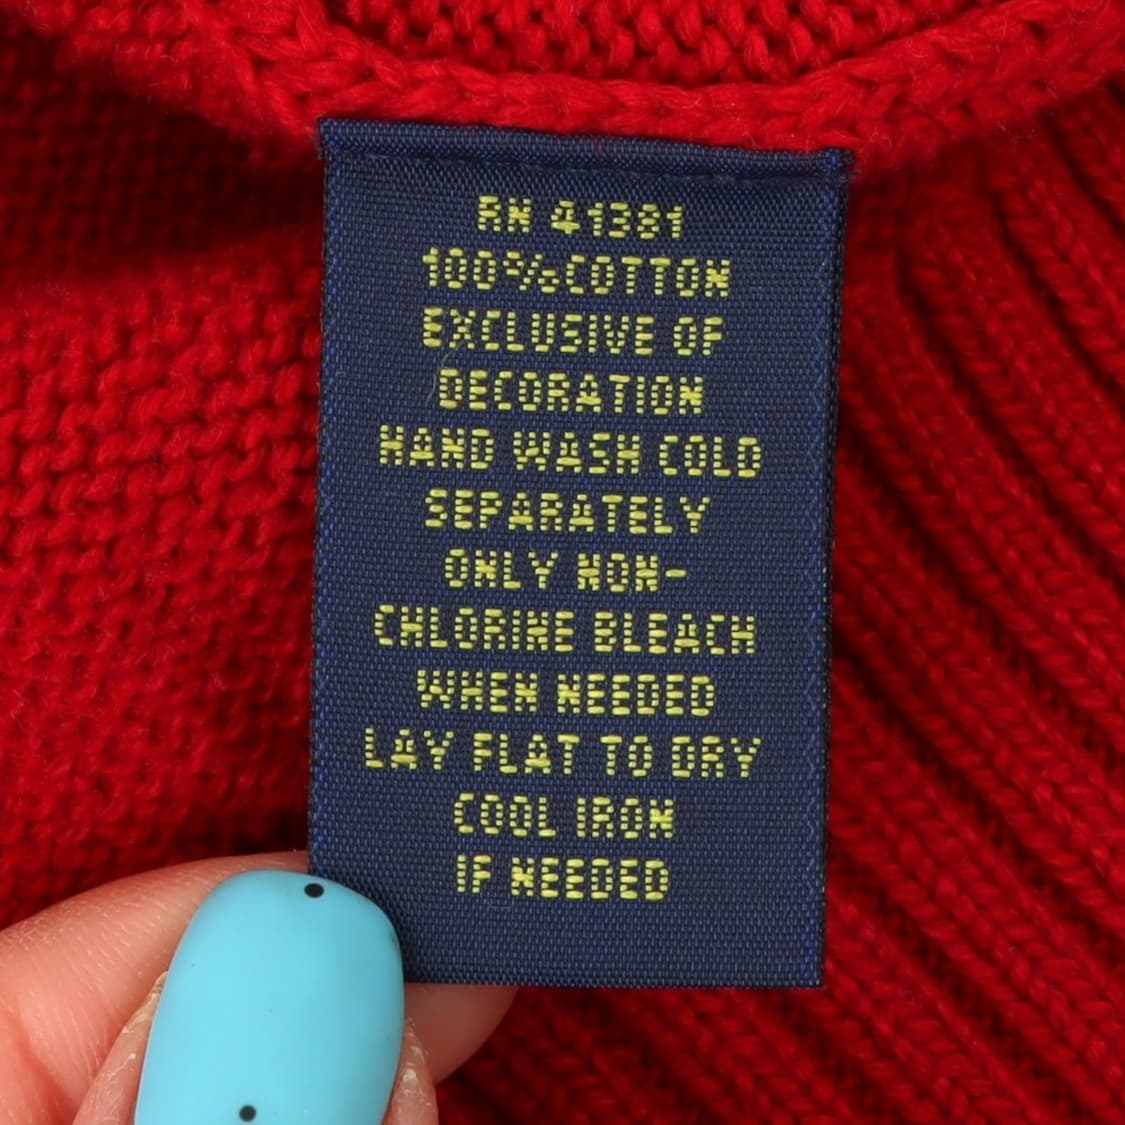 RN 41381
100%COTTON
EXCLUSIVE OF
DECORATION
HAND WASH COLD
SEPARATELY
ONLY NON-
CHLORINE BLEACH
WHEN NEEDED
LAY FLAT TO DRY
COOL IRON
IF NEEDED